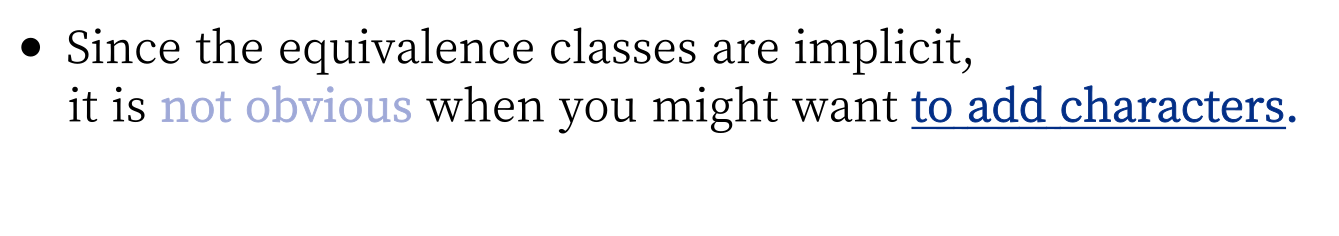 • Since the equivalence classes are implicit,
it is not obvious when you might want to add characters.